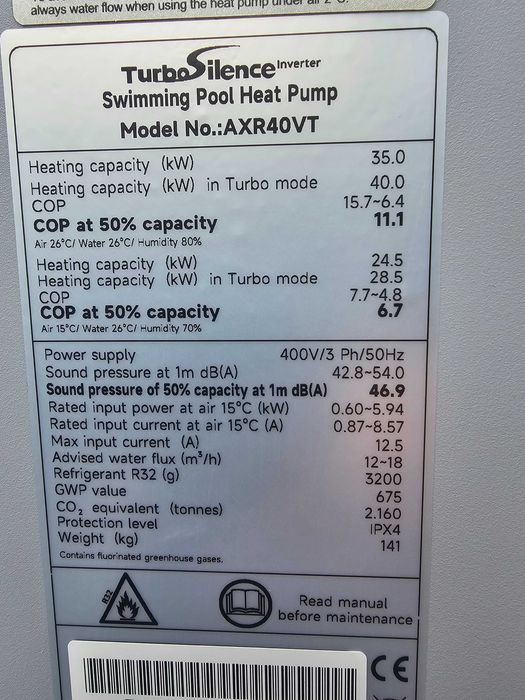 always water flow when using the heat pump under air 2°C.
TurboSilence Inverter
Swimming Pool Heat Pump
Model No.:AXR40VT
Heating capacity (kW) 35.0
Heating capacity (kW) in Turbo mode 40.0
COP 15.7~6.4
COP at 50% capacity 11.1
Air 26°C/ Water 26°C/ Humidity 80%
Heating capacity (kW) 24.5
Heating capacity (kW) in Turbo mode 28.5
COP 7.7~4.8
COP at 50% capacity 6.7
Air 15°C/ Water 26°C/ Humidity 70%
Power supply 400V/3 Ph/50Hz
Sound pressure at 1m dB(A) 42.8~54.0
Sound pressure of 50% capacity at 1m dB(A) 46.9
Rated input power at air 15°C (kW) 0.60~5.94
Rated input current at air 15°C (A) 0.87~8.57
Max input current (A) 12.5
Advised water flux (m³/h) 12~18
Refrigerant R32 (g) 3200
GWP value 675
CO₂ equivalent (tonnes) 2.160
Protection level IPX4
Weight (kg) 141
Contains fluorinated greenhouse gases.
R32
Read manual
before maintenance
CE